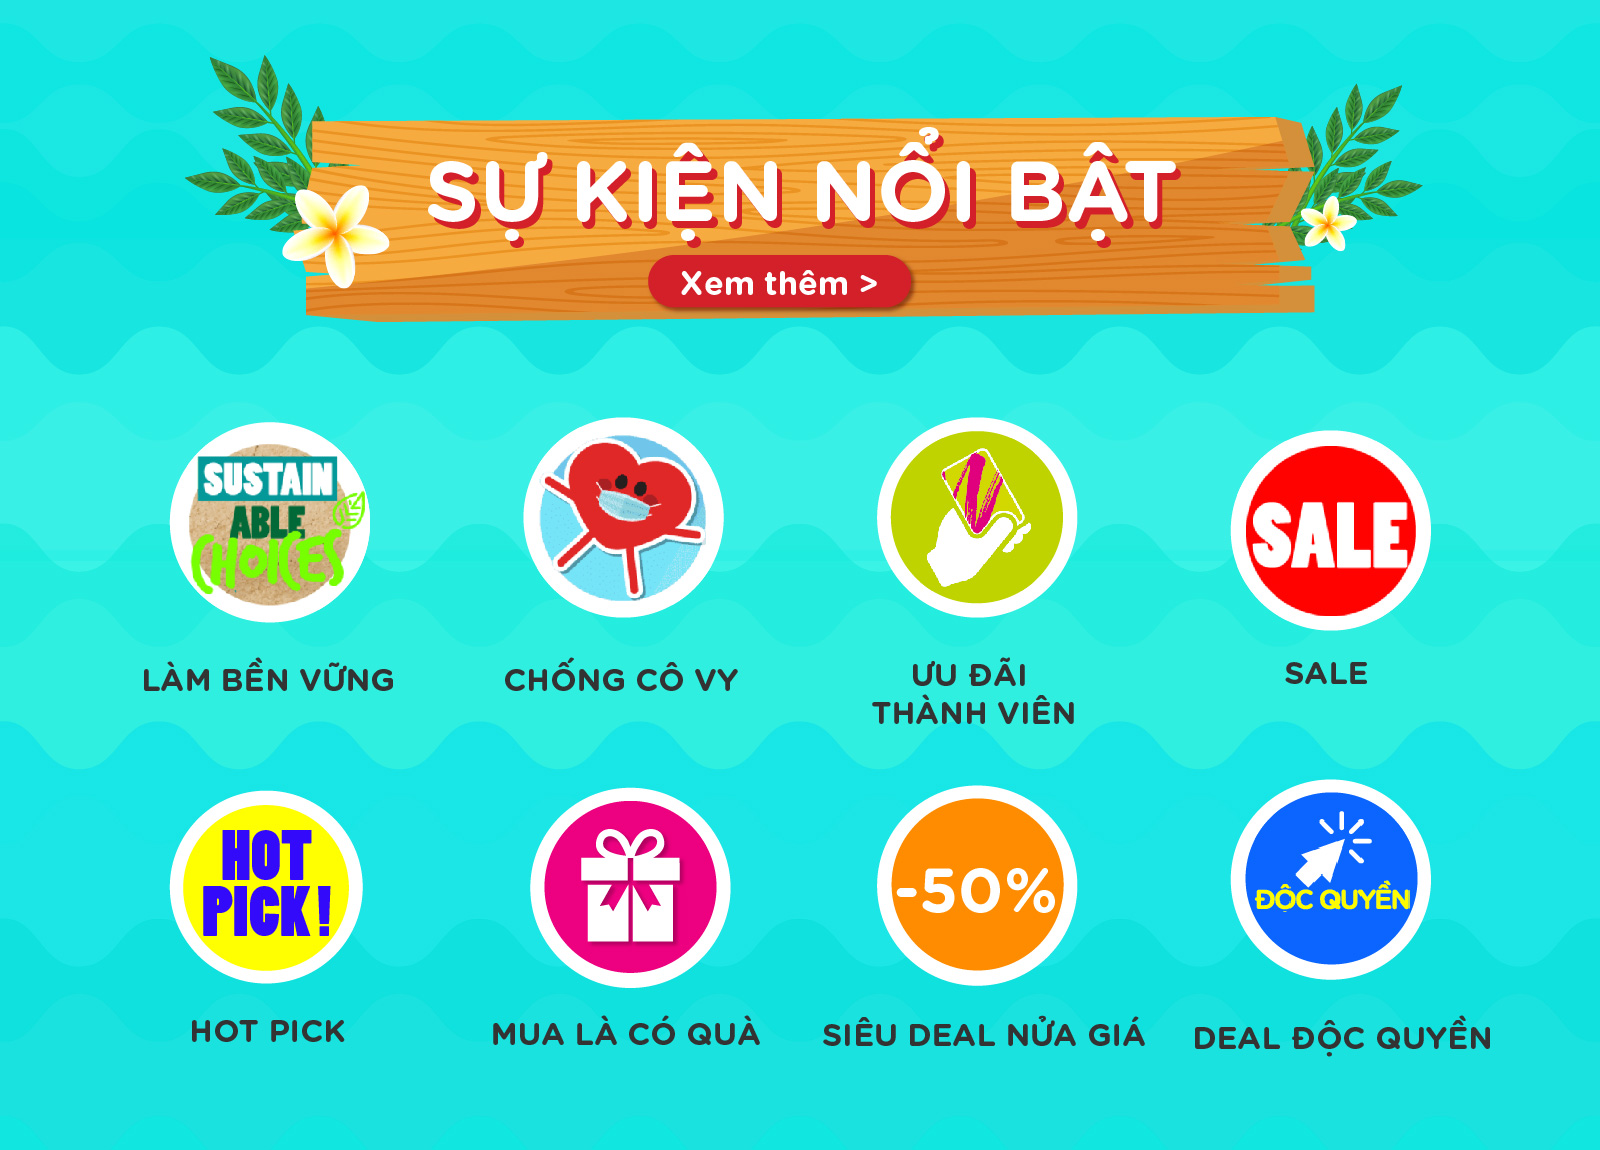 SỰ KIỆN NỔI BẬT
Xem thêm >
SUSTAIN
ABLE
CHOICES
SALE
LÀM BỀN VỮNG
CHỐNG CÔ VY
ƯU ĐÃI
THÀNH VIÊN
SALE
HOT
PICK!
-50%
ĐỘC QUYỀN
HOT PICK
MUA LÀ CÓ QUÀ
SIÊU DEAL NỬA GIÁ
DEAL ĐỘC QUYỀN